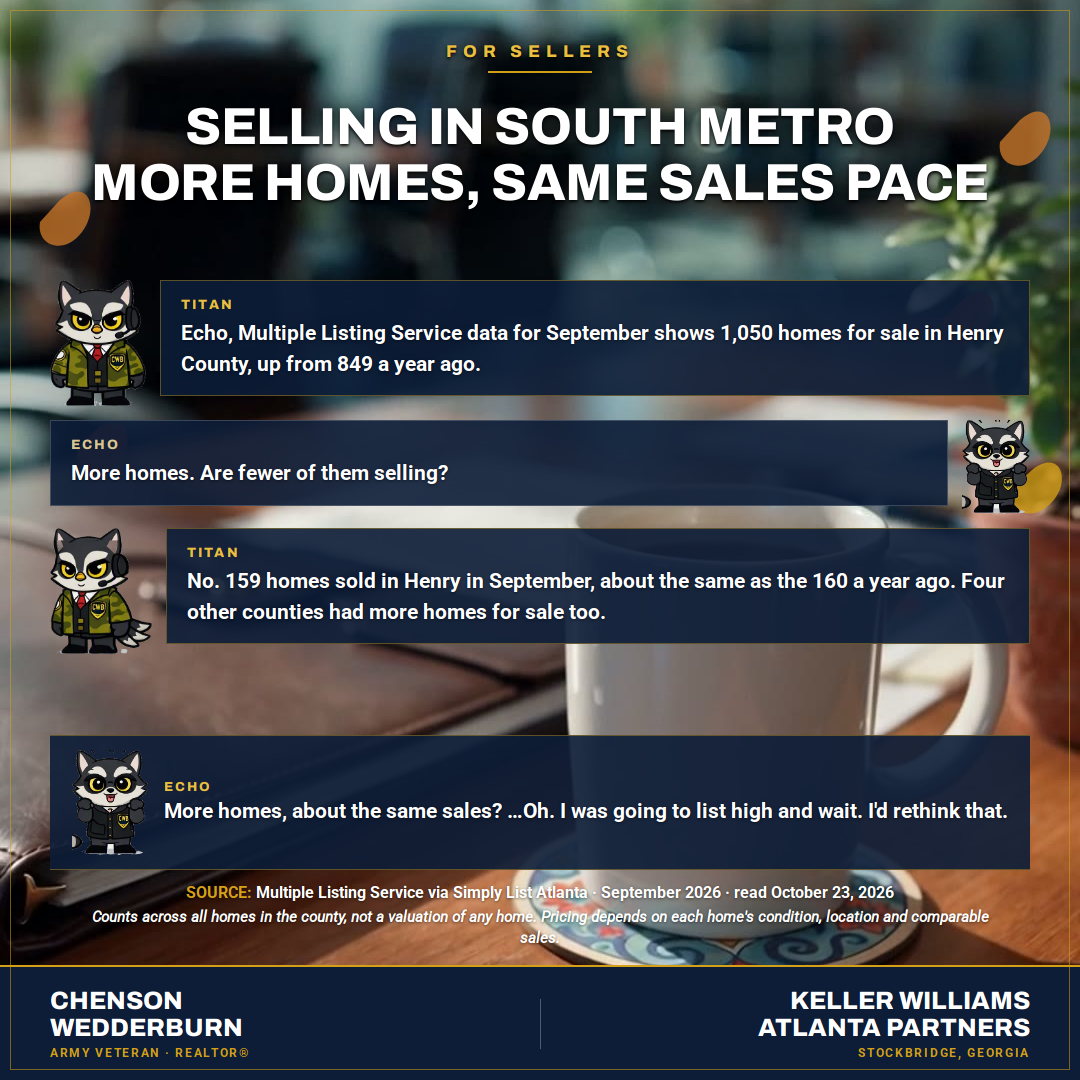 FOR SELLERS
SELLING IN SOUTH METRO
MORE HOMES, SAME SALES PACE
TITAN
Echo, Multiple Listing Service data for September shows 1,050 homes for sale in Henry
County, up from 849 a year ago.
CWB
ECHO
More homes. Are fewer of them selling?
CWB
TITAN
No. 159 homes sold in Henry in September, about the same as the 160 a year ago. Four
other counties had more homes for sale too.
CWB
ECHO
More homes, about the same sales? …Oh. I was going to list high and wait. I'd rethink that.
CWB
SOURCE: Multiple Listing Service via Simply List Atlanta · September 2026 · read October 23, 2026
Counts across all homes in the county, not a valuation of any home. Pricing depends on each home's condition, location and comparable
sales.
CHENSON
WEDDERBURN
ARMY VETERAN · REALTOR®
KELLER WILLIAMS
ATLANTA PARTNERS
STOCKBRIDGE, GEORGIA